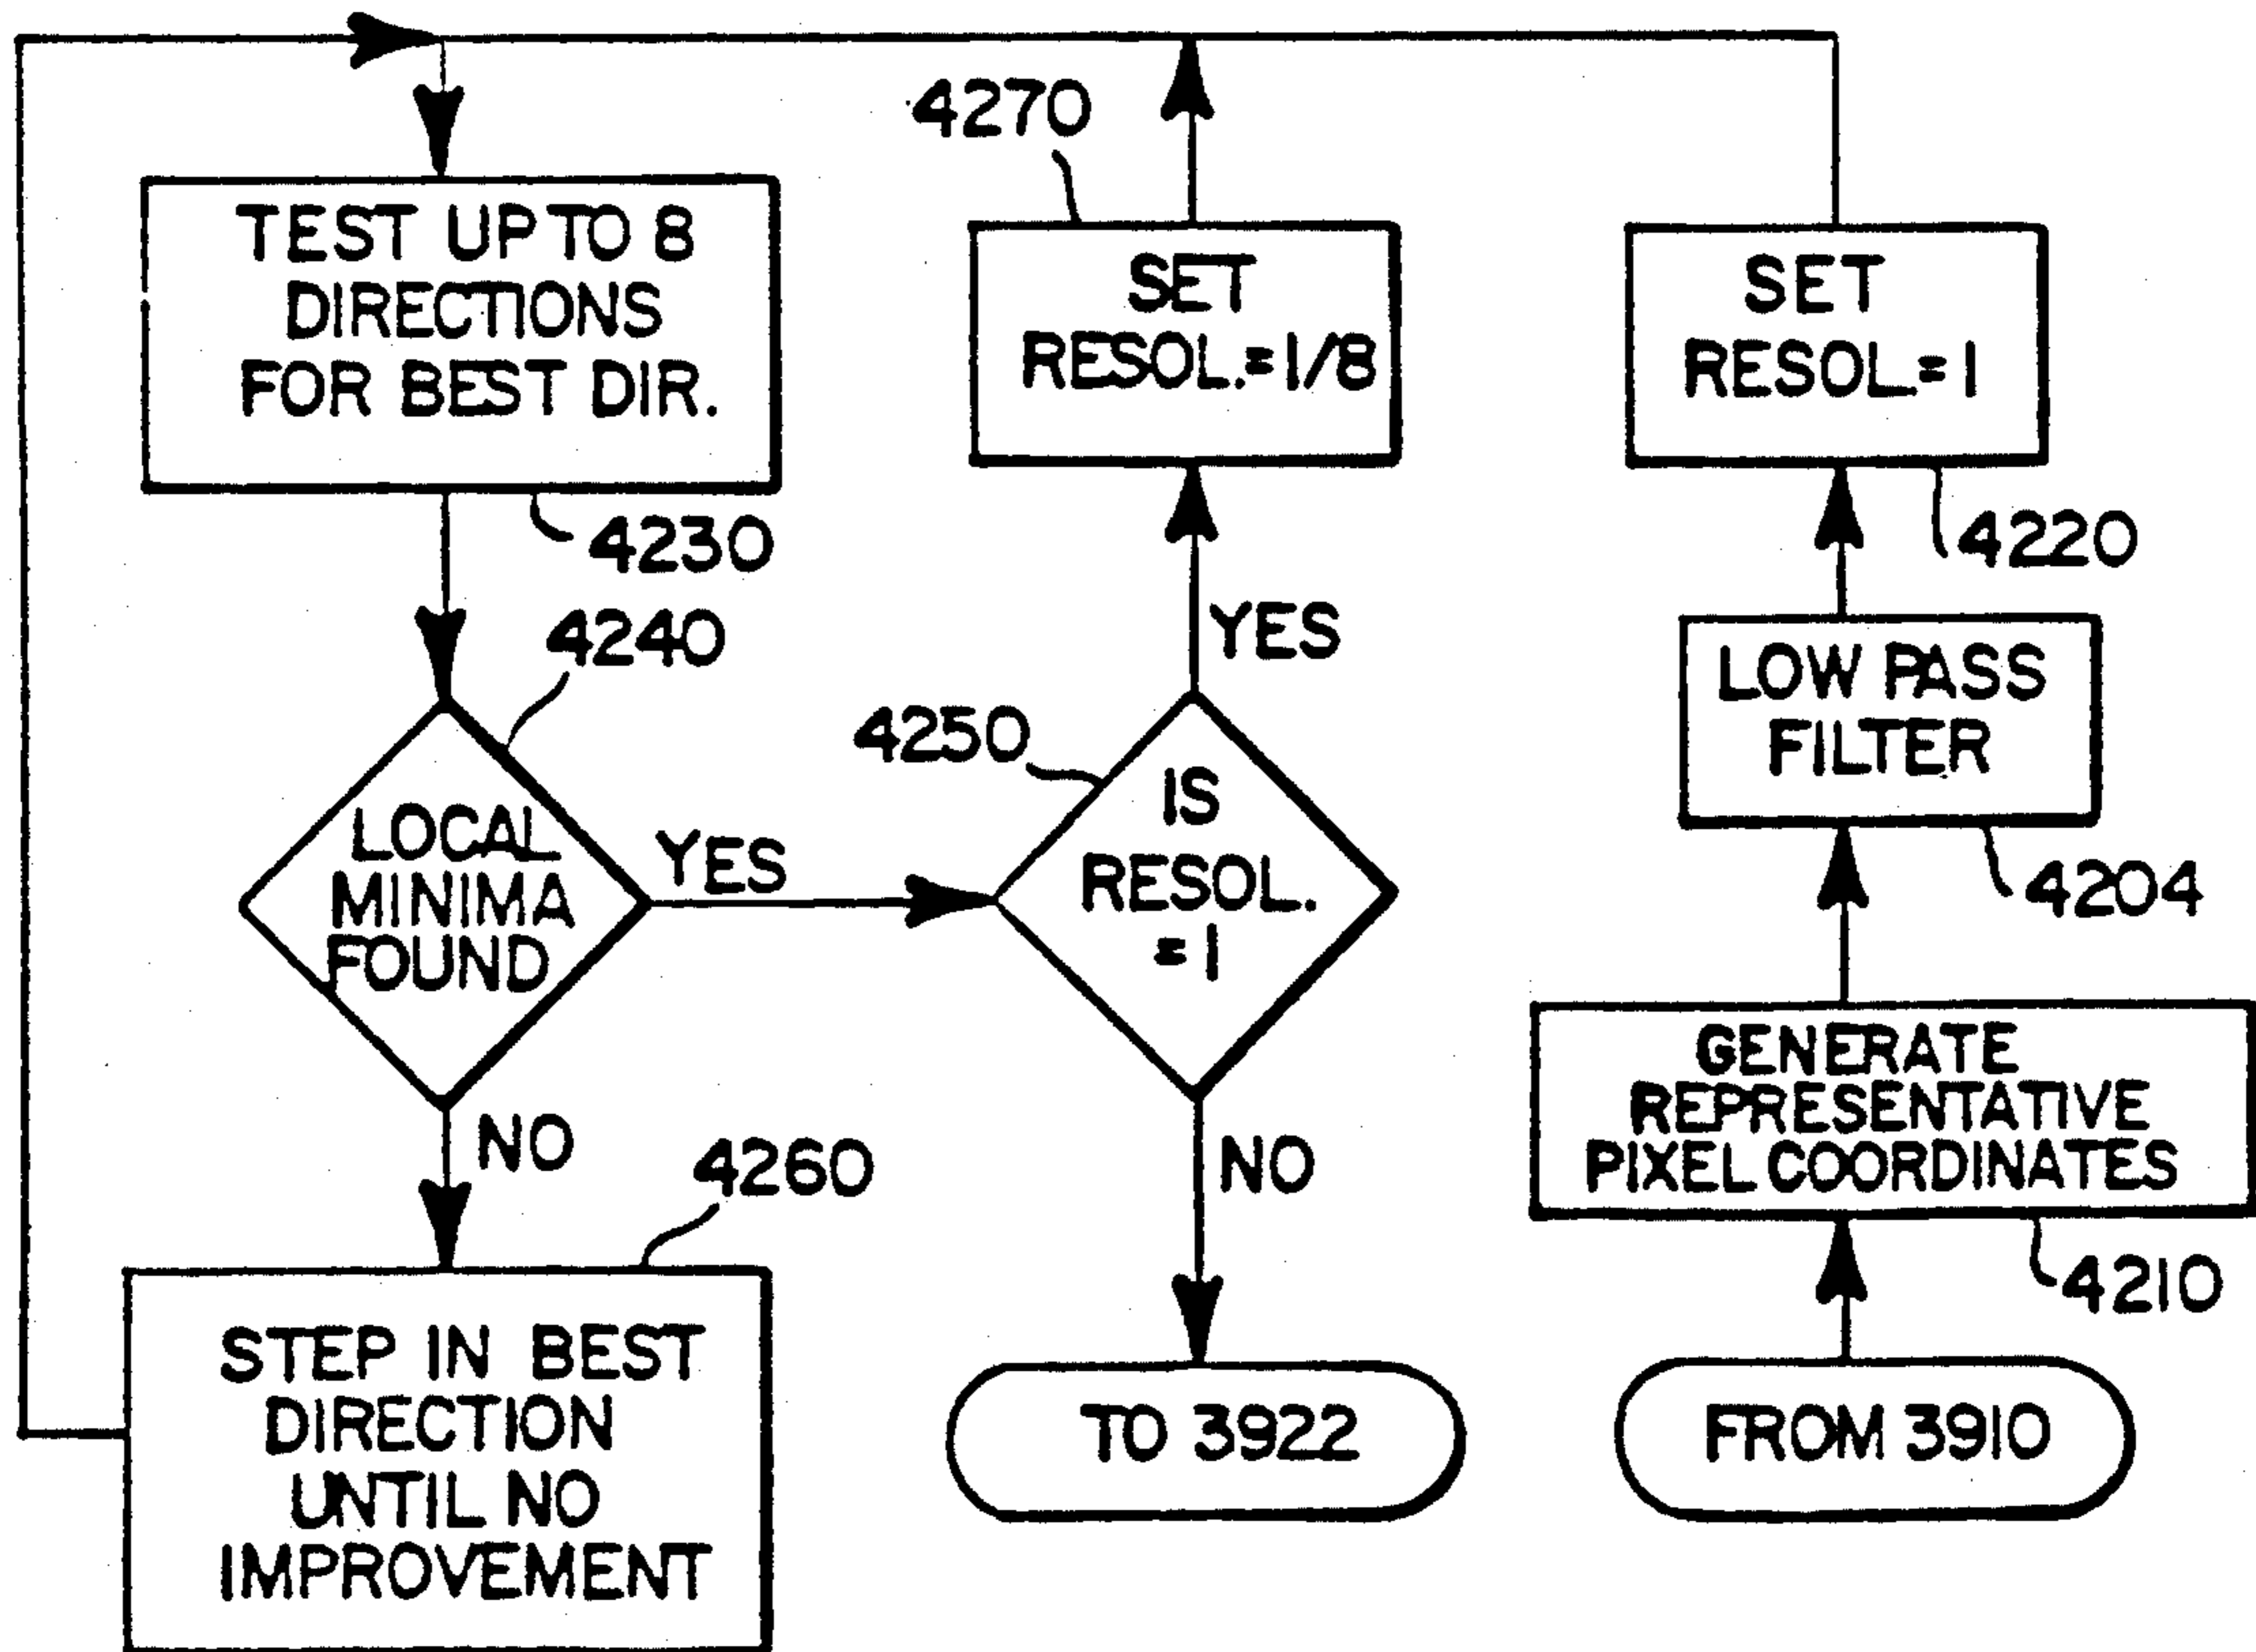 4270
TEST UP TO 8
DIRECTIONS
FOR BEST DIR.
4230
SET
RESOL.=1/8
SET
RESOL.=1
4220
4240
LOCAL
MINIMA
FOUND
YES
NO
4250
YES
IS
RESOL.
=1
NO
LOW PASS
FILTER
4204
GENERATE
REPRESENTATIVE
PIXEL COORDINATES
4210
4260
STEP IN BEST
DIRECTION
UNTIL NO
IMPROVEMENT
TO 3922
FROM 3910